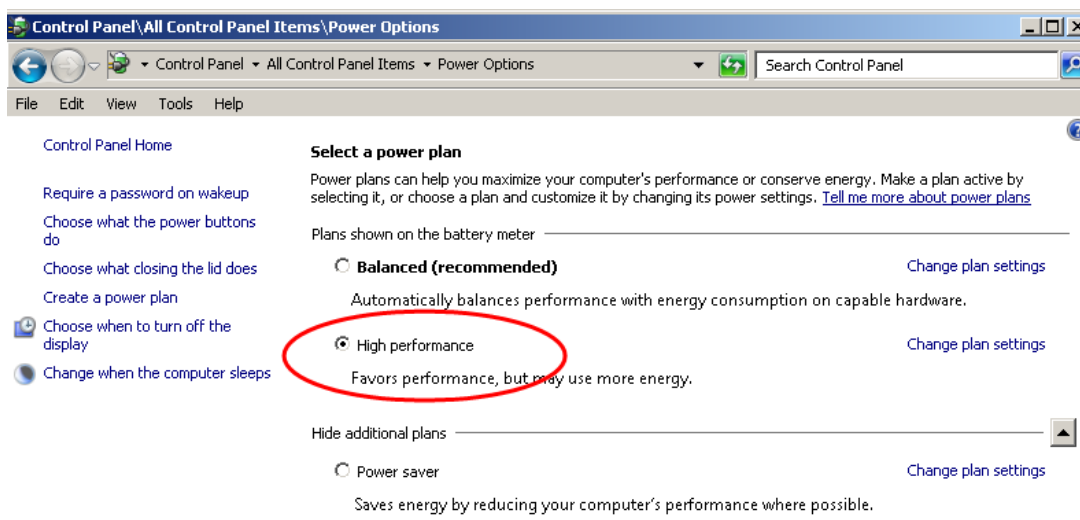 Control Panel\All Control Panel Items\Power Options
Control Panel All Control Panel Items Power Options
Search Control Panel
File Edit View Tools Help
Control Panel Home
Require a password on wakeup
Choose what the power buttons
do
Choose what closing the lid does
Create a power plan
Choose when to turn off the
display
Change when the computer sleeps
Select a power plan
Power plans can help you maximize your computer's performance or conserve energy. Make a plan active by
selecting it, or choose a plan and customize it by changing its power settings. Tell me more about power plans
Plans shown on the battery meter
Balanced (recommended) Change plan settings
Automatically balances performance with energy consumption on capable hardware.
High performance Change plan settings
Favors performance, but may use more energy.
Hide additional plans
Power saver Change plan settings
Saves energy by reducing your computer's performance where possible.